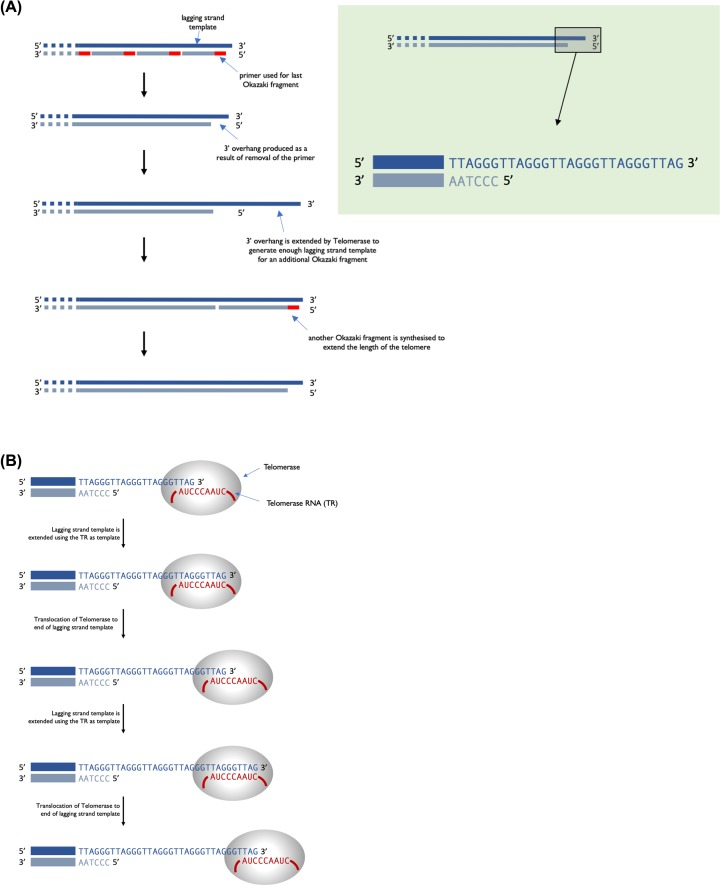 (A)
lagging strand
template
5’ 3’
3’ 5’
primer used for last
Okazaki fragment
5’ 3’
3’ 5’
3’ overhang produced as a
result of removal of the primer
5’ 3’
3’ 5’
3’ overhang is extended by Telomerase to
generate enough lagging strand template
for an additional Okazaki fragment
5’ 3’
3’ 5’
another Okazaki fragment is synthesised to
extend the length of the telomere
5’ 3’
3’ 5’
5’ 3’
3’ 5’
5’ TTAGGGTTAGGGTTAGGGTTAGGGTTAG 3’
3’ AATCCC 5’
(B)
Telomerase
5’ TTAGGGTTAGGGTTAGGGTTAG 3’
3’ AATCCC 5’ AUCCCAAUC
Telomerase RNA (TR)
Lagging strand template is
extended using the TR as template
5’ TTAGGGTTAGGGTTAGGGTTAGGGTTAG 3’
3’ AATCCC 5’ AUCCCAAUC
Translocation of Telomerase to
end of lagging strand template
5’ TTAGGGTTAGGGTTAGGGTTAGGGTTAG 3’
3’ AATCCC 5’ AUCCCAAUC
Lagging strand template is
extended using the TR as template
5’ TTAGGGTTAGGGTTAGGGTTAGGGTTAGGGTTAG 3’
3’ AATCCC 5’ AUCCCAAUC
Translocation of Telomerase to
end of lagging strand template
5’ TTAGGGTTAGGGTTAGGGTTAGGGTTAGGGTTAG 3’
3’ AATCCC 5’ AUCCCAAUC